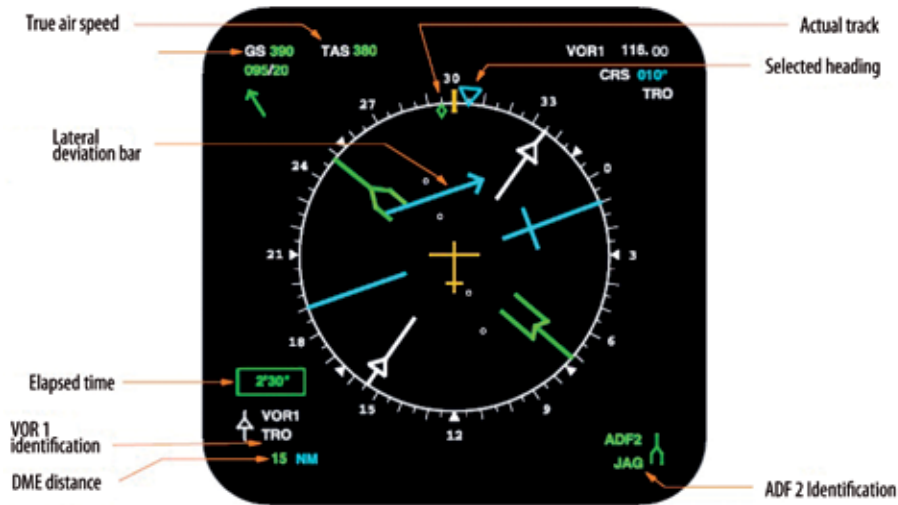 True air speed
Actual track
GS 390
TAS 380
095/20
VOR1 116.00
CRS 010°
TRO
Selected heading
30
33
27
Lateral
deviation bar
24
0
21
3
18
6
15
9
12
Elapsed time
2'30"
VOR1
TRO
VOR 1
identification
15 NM
DME distance
ADF2
JAG
ADF 2 Identification